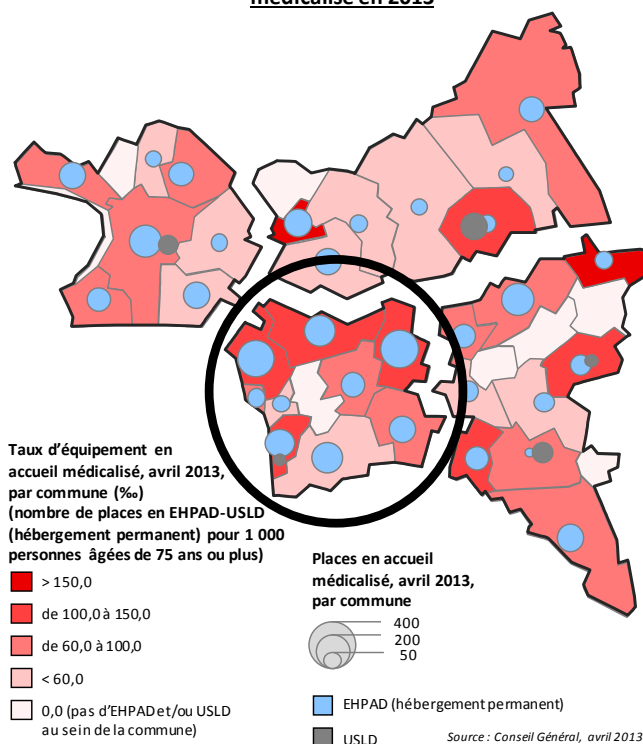 médicalisé en 2013
Taux d'équipement en
accueil médicalisé, avril 2013,
par commune (‰)
(nombre de places en EHPAD-USLD
(hébergement permanent) pour 1 000
personnes âgées de 75 ans ou plus)
> 150,0
de 100,0 à 150,0
de 60,0 à 100,0
< 60,0
0,0 (pas d'EHPAD et/ou USLD
au sein de la commune)
Places en accueil
médicalisé, avril 2013,
par commune
400
200
50
EHPAD (hébergement permanent)
USLD
Source : Conseil Général, avril 2013